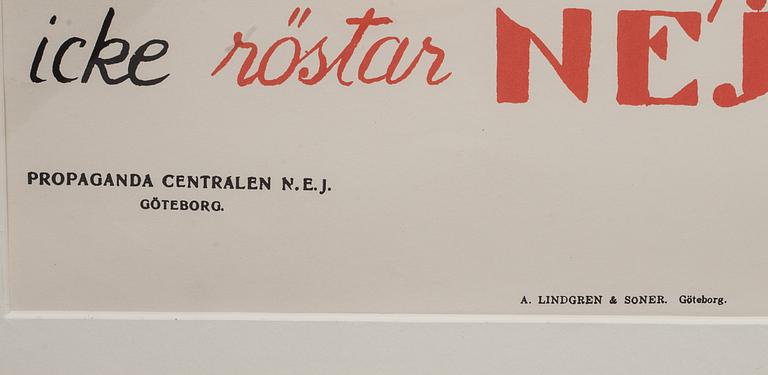 icke röstar NEJ
PROPAGANDA CENTRALEN N.E.J.
GÖTEBORG.
A. LINDGREN & SONER. Göteborg.